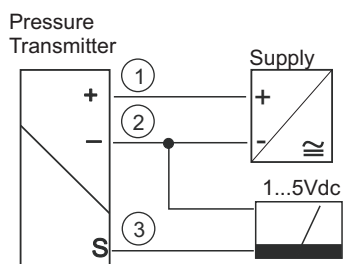 Pressure
Transmitter
Supply
1
+
+
2
−
-
≅
1...5Vdc
3
S